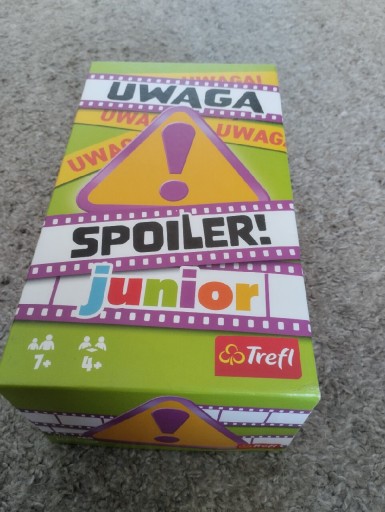 UWAGA!
UWAGA
UWAGA!
UWAGA
SPOILER!
junior
7+
4+
Trefl